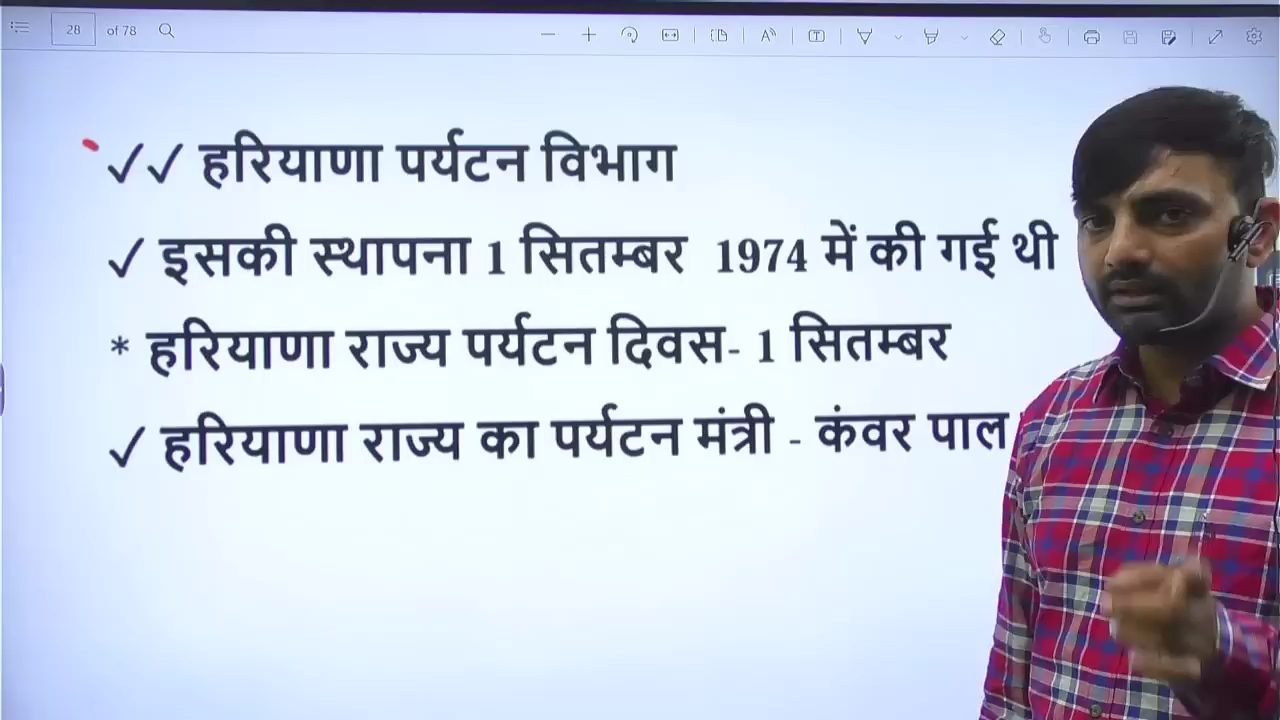 28 of 78
✓✓ हरियाणा पर्यटन विभाग
✓ इसकी स्थापना 1 सितम्बर 1974 में की गई थी
* हरियाणा राज्य पर्यटन दिवस- 1 सितम्बर
✓ हरियाणा राज्य का पर्यटन मंत्री - कंवर पाल